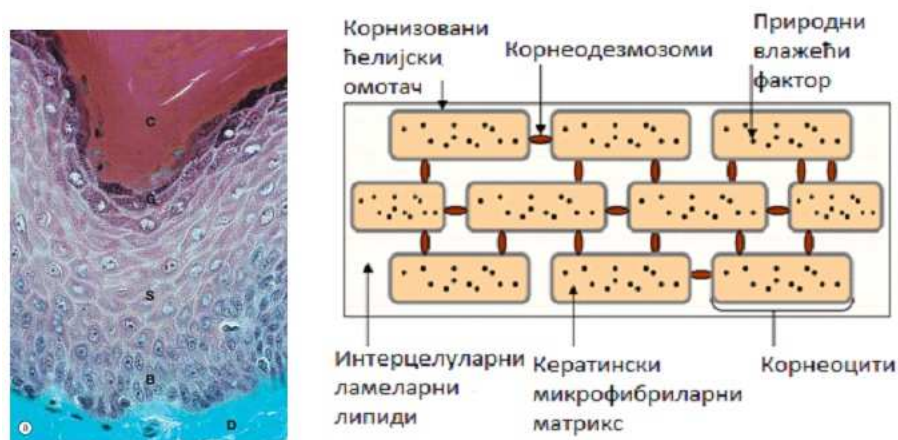 C
G
S
B
D
a
Корнизовани
ћелијски
омотач
Корнеодезмозоми
Природни
влажећи
фактор
Интерцелуларни
ламеларни
липиди
Кератински
микрофибриларни
матрикс
Корнеоцити